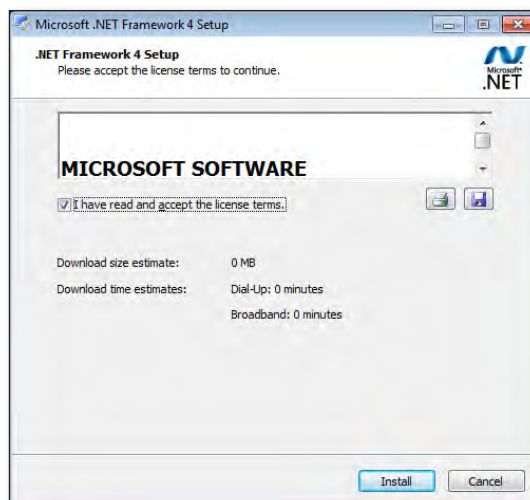 Microsoft .NET Framework 4 Setup
.NET Framework 4 Setup
Please accept the license terms to continue.
Microsoft®
.NET
MICROSOFT SOFTWARE
I have read and accept the license terms.
Download size estimate: 0 MB
Download time estimates: Dial-Up: 0 minutes
Broadband: 0 minutes
Install Cancel